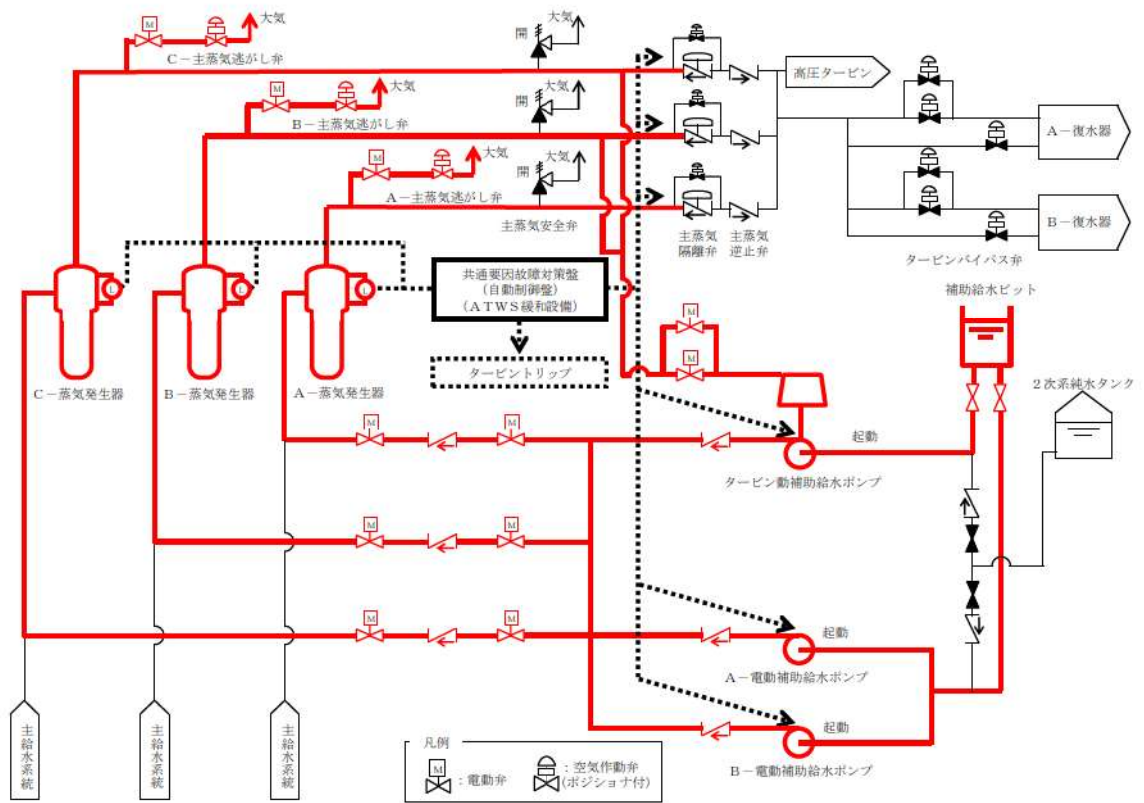 大気
M
C－主蒸気逃がし弁
大気
M
B－主蒸気逃がし弁
大気
M
A－主蒸気逃がし弁
開
大気
開
大気
開
大気
主蒸気安全弁
主蒸気
隔離弁
主蒸気
逆止弁
高圧タービン
A－復水器
B－復水器
タービンバイパス弁
L
L
L
C－蒸気発生器
B－蒸気発生器
A－蒸気発生器
共通要因故障対策盤
(自動制御盤)
(ATWS緩和設備)
タービントリップ
M
M
補助給水ピット
2次系純水タンク
M
M
起動
タービン動補助給水ポンプ
M
M
M
M
起動
A－電動補助給水ポンプ
起動
B－電動補助給水ポンプ
主給水系統
主給水系統
主給水系統
凡例
M
：電動弁
：空気作動弁
(ポジショナ付)